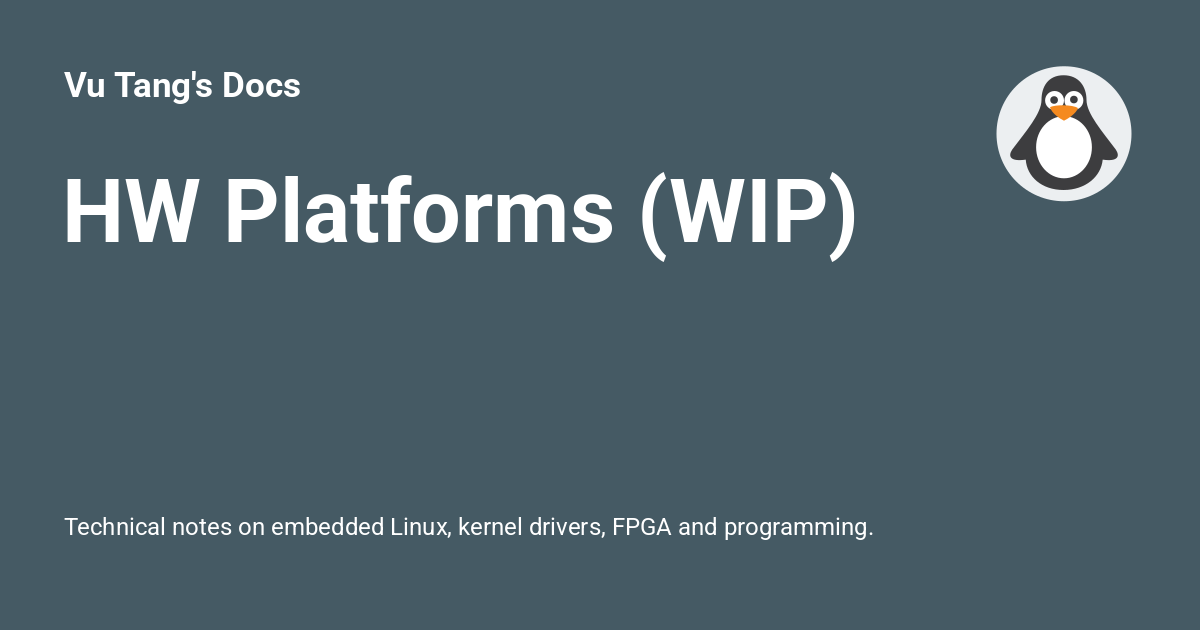 Vu Tang's Docs
HW Platforms (WIP)
Technical notes on embedded Linux, kernel drivers, FPGA and programming.